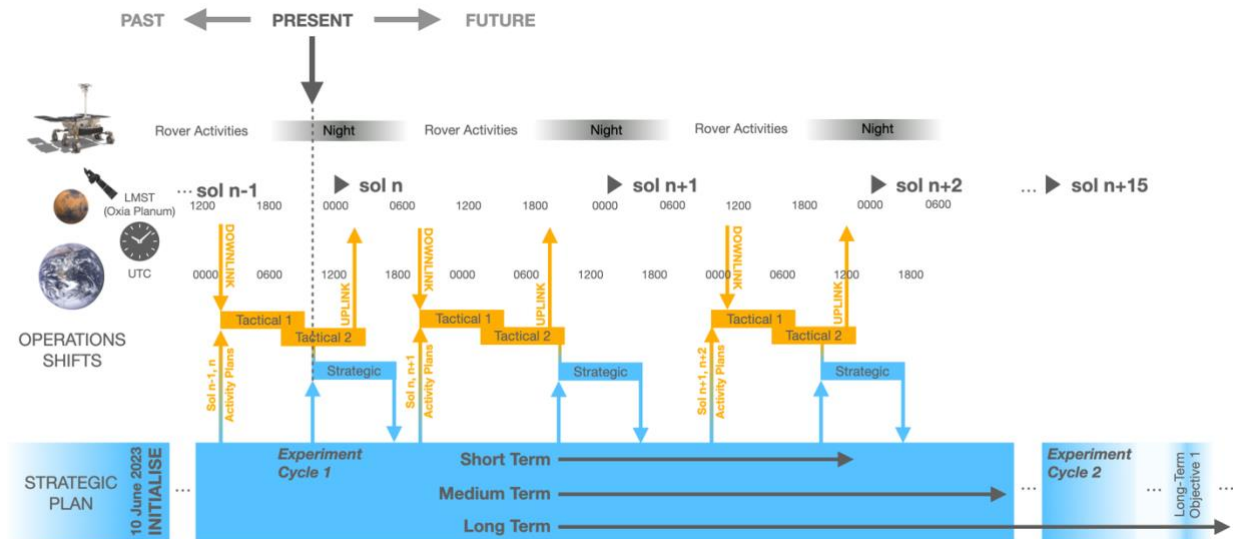 PAST PRESENT FUTURE
Rover Activities Night Rover Activities Night Rover Activities Night
... sol n-1 sol n sol n+1 sol n+2 ... sol n+15
LMST
(Oxia Planum)
1200 1800 0000 0600 1200 1800 0000 0600 1200 1800 0000 0600
UTC
0000 0600 1200 1800 0000 0600 1200 1800 0000 0600 1200 1800
DOWNLINK UPLINK DOWNLINK UPLINK DOWNLINK UPLINK
OPERATIONS
SHIFTS
Tactical 1 Tactical 1 Tactical 1
Tactical 2 Tactical 2 Tactical 2
Strategic Strategic Strategic
Sol n-1, n
Activity Plans
Sol n, n+1
Activity Plans
Sol n+1, n+2
Activity Plans
STRATEGIC
PLAN
10 June 2023
INITIALISE
...
Experiment
Cycle 1
Short Term
Medium Term
Long Term
...
Experiment
Cycle 2
...
Long-Term
Objective 1
...